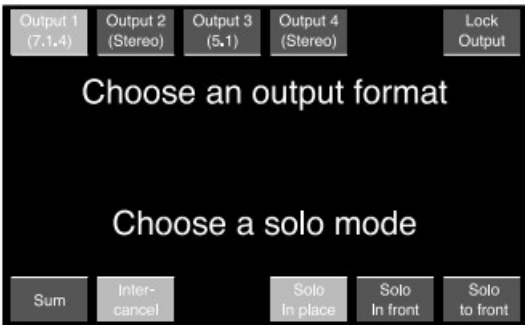 Output 1 Output 2 Output 3 Output 4 Lock
(7.1.4) (Stereo) (5.1) (Stereo) Output
Choose an output format
Choose a solo mode
Sum Inter- Solo Solo Solo
cancel In place In front to front